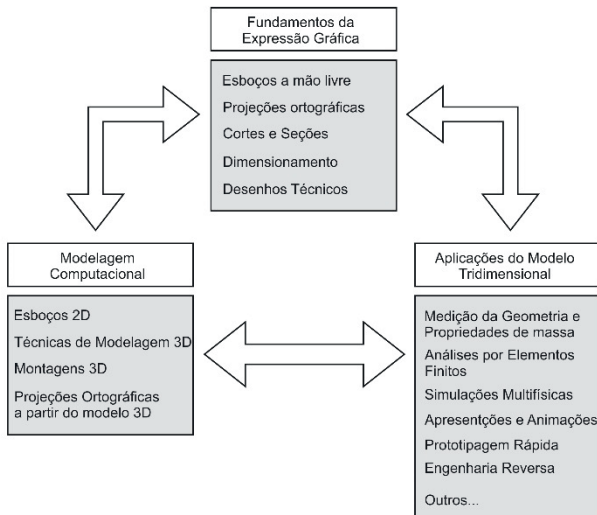 Fundamentos da
Expressão Gráfica
Esboços a mão livre
Projeções ortográficas
Cortes e Seções
Dimensionamento
Desenhos Técnicos
Modelagem
Computacional
Esboços 2D
Técnicas de Modelagem 3D
Montagens 3D
Projeções Ortográficas
a partir do modelo 3D
Aplicações do Modelo
Tridimensional
Medição da Geometria e
Propriedades de massa
Análises por Elementos
Finitos
Simulações Multifísicas
Apresentções e Animações
Prototipagem Rápida
Engenharia Reversa
Outros...